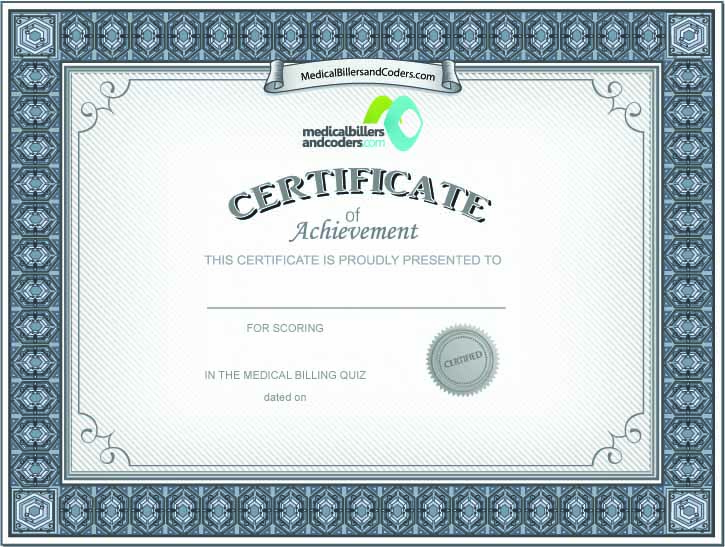 MedicalBillersandCoders.com
medicalbillers
andcoders.com
CERTIFICATE
of
Achievement
THIS CERTIFICATE IS PROUDLY PRESENTED TO
FOR SCORING
CERTIFIED
IN THE MEDICAL BILLING QUIZ
dated on